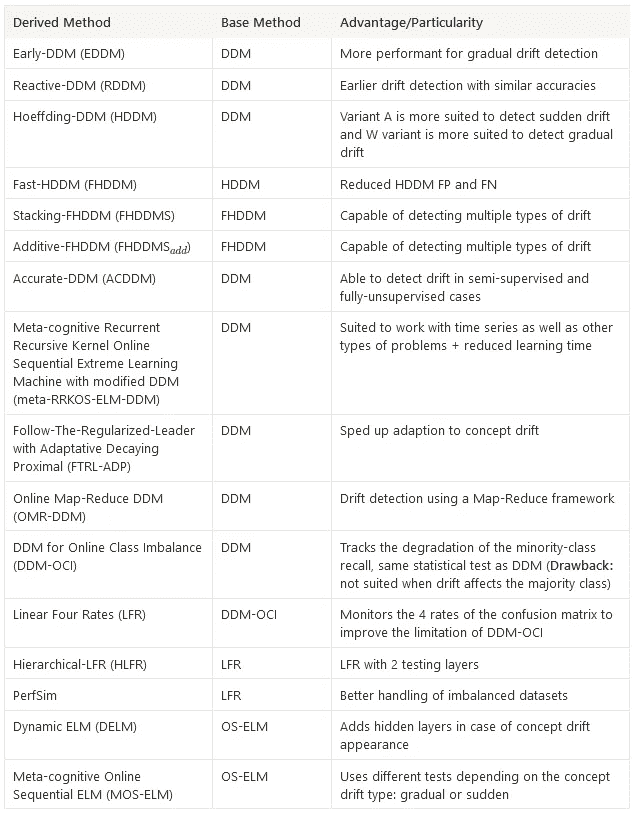 Derived Method Base Method Advantage/Particularity
Early-DDM (EDDM) DDM More performant for gradual drift detection
Reactive-DDM (RDDM) DDM Earlier drift detection with similar accuracies
Hoeffding-DDM (HDDM) DDM Variant A is more suited to detect sudden drift
and W variant is more suited to detect gradual
drift
Fast-HDDM (FHDDM) HDDM Reduced HDDM FP and FN
Stacking-FHDDM (FHDDMS) FHDDM Capable of detecting multiple types of drift
Additive-FHDDM (FHDDMSadd) FHDDM Capable of detecting multiple types of drift
Accurate-DDM (ACDDM) DDM Able to detect drift in semi-supervised and
fully-unsupervised cases
Meta-cognitive Recurrent DDM Suited to work with time series as well as other
Recursive Kernel Online types of problems + reduced learning time
Sequential Extreme Learning
Machine with modified DDM
(meta-RRKOS-ELM-DDM)
Follow-The-Regularized-Leader DDM Sped up adaption to concept drift
with Adaptative Decaying
Proximal (FTRL-ADP)
Online Map-Reduce DDM DDM Drift detection using a Map-Reduce framework
(OMR-DDM)
DDM for Online Class Imbalance DDM Tracks the degradation of the minority-class
(DDM-OCI) recall, same statistical test as DDM (Drawback:
not suited when drift affects the majority class)
Linear Four Rates (LFR) DDM-OCI Monitors the 4 rates of the confusion matrix to
improve the limitation of DDM-OCI
Hierarchical-LFR (HLFR) LFR LFR with 2 testing layers
PerfSim LFR Better handling of imbalanced datasets
Dynamic ELM (DELM) OS-ELM Adds hidden layers in case of concept drift
appearance
Meta-cognitive Online OS-ELM Uses different tests depending on the concept
Sequential ELM (MOS-ELM) drift type: gradual or sudden